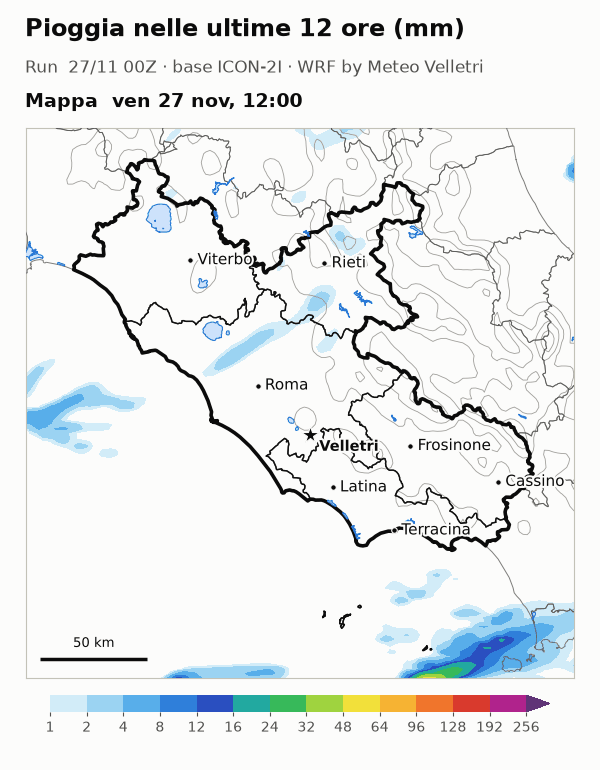 Pioggia nelle ultime 12 ore (mm)
Run  27/11 00Z · base ICON-2I · WRF by Meteo Velletri
Mappa  ven 27 nov, 12:00
Viterbo
Rieti
Roma
Velletri
Frosinone
Cassino
Latina
Terracina
50 km
1 2 4 8 12 16 24 32 48 64 96 128 192 256